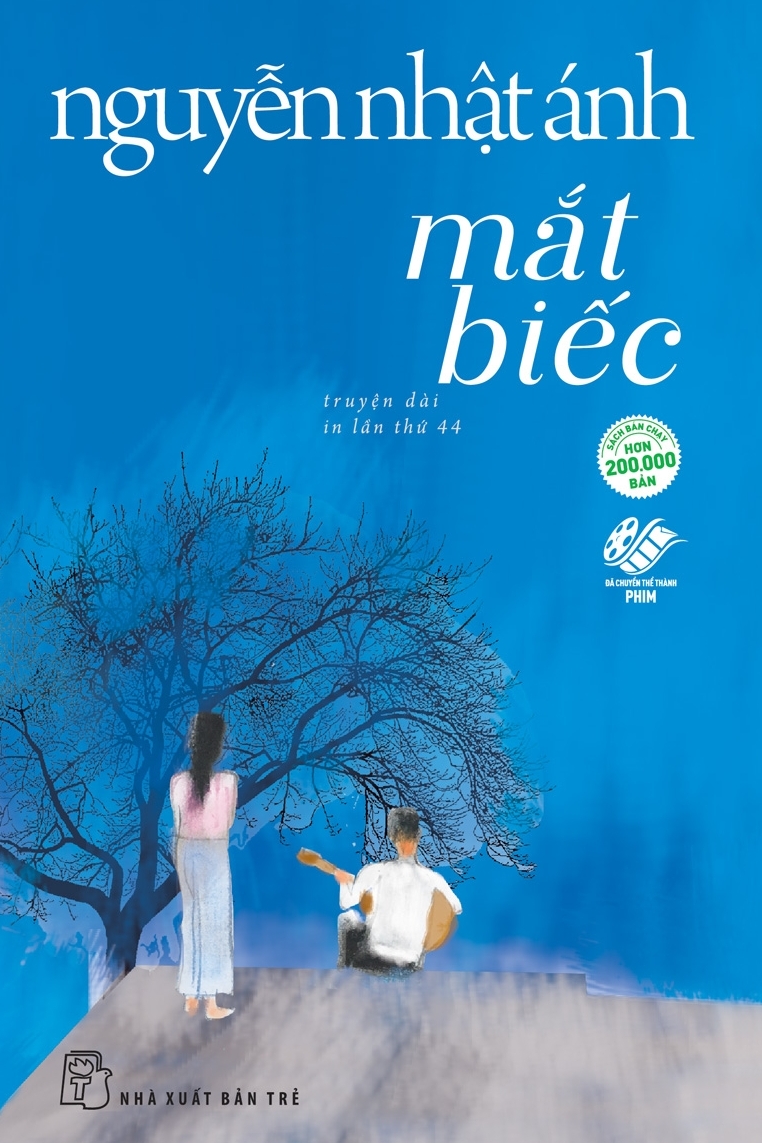 nguyễn nhật ánh
mắt
biếc
truyện dài
in lần thứ 44
SÁCH BÁN CHẠY
HƠN
200.000
BẢN
ĐÃ CHUYỂN THỂ THÀNH
PHIM
T
NHÀ XUẤT BẢN TRẺ